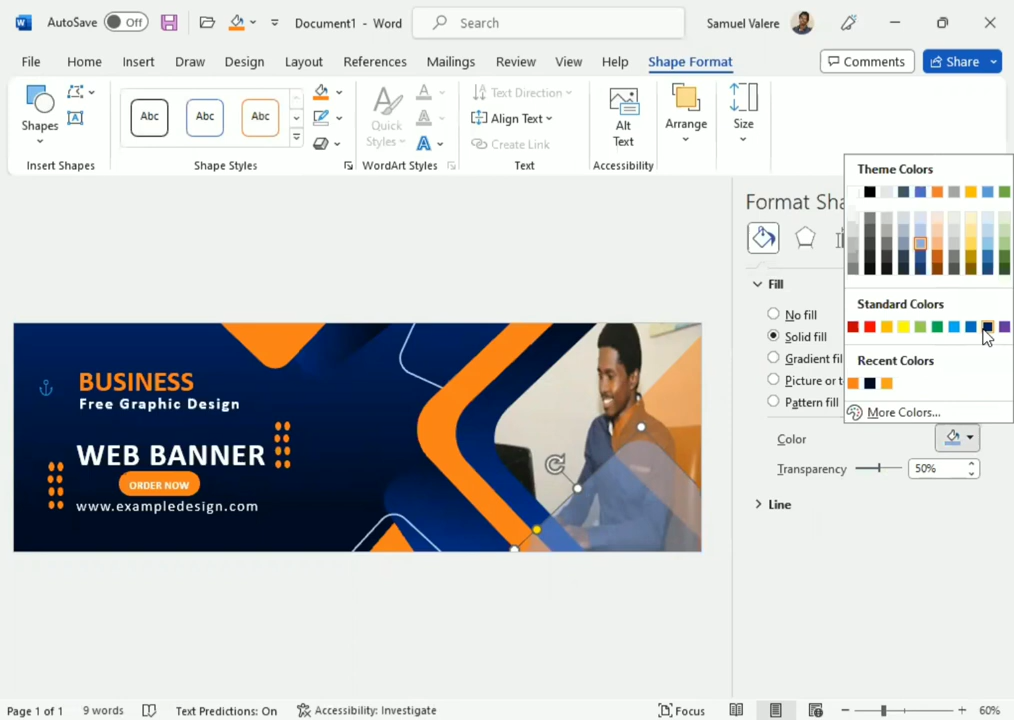 AutoSave Off Document1 - Word Search Samuel Valere
File Home Insert Draw Design Layout References Mailings Review View Help Shape Format Comments Share
Shapes
Insert Shapes
Abc Abc Abc
Shape Styles
Quick Styles
WordArt Styles
Text Direction
Align Text
Create Link
Text
Alt Text
Accessibility
Arrange
Size
Theme Colors
Standard Colors
Recent Colors
More Colors...
Format Sha
Fill
No fill
Solid fill
Gradient fil
Picture or t
Pattern fill
Color
Transparency 50%
Line
BUSINESS
Free Graphic Design
WEB BANNER
ORDER NOW
www.exampledesign.com
Page 1 of 1 9 words Text Predictions: On Accessibility: Investigate Focus 60%